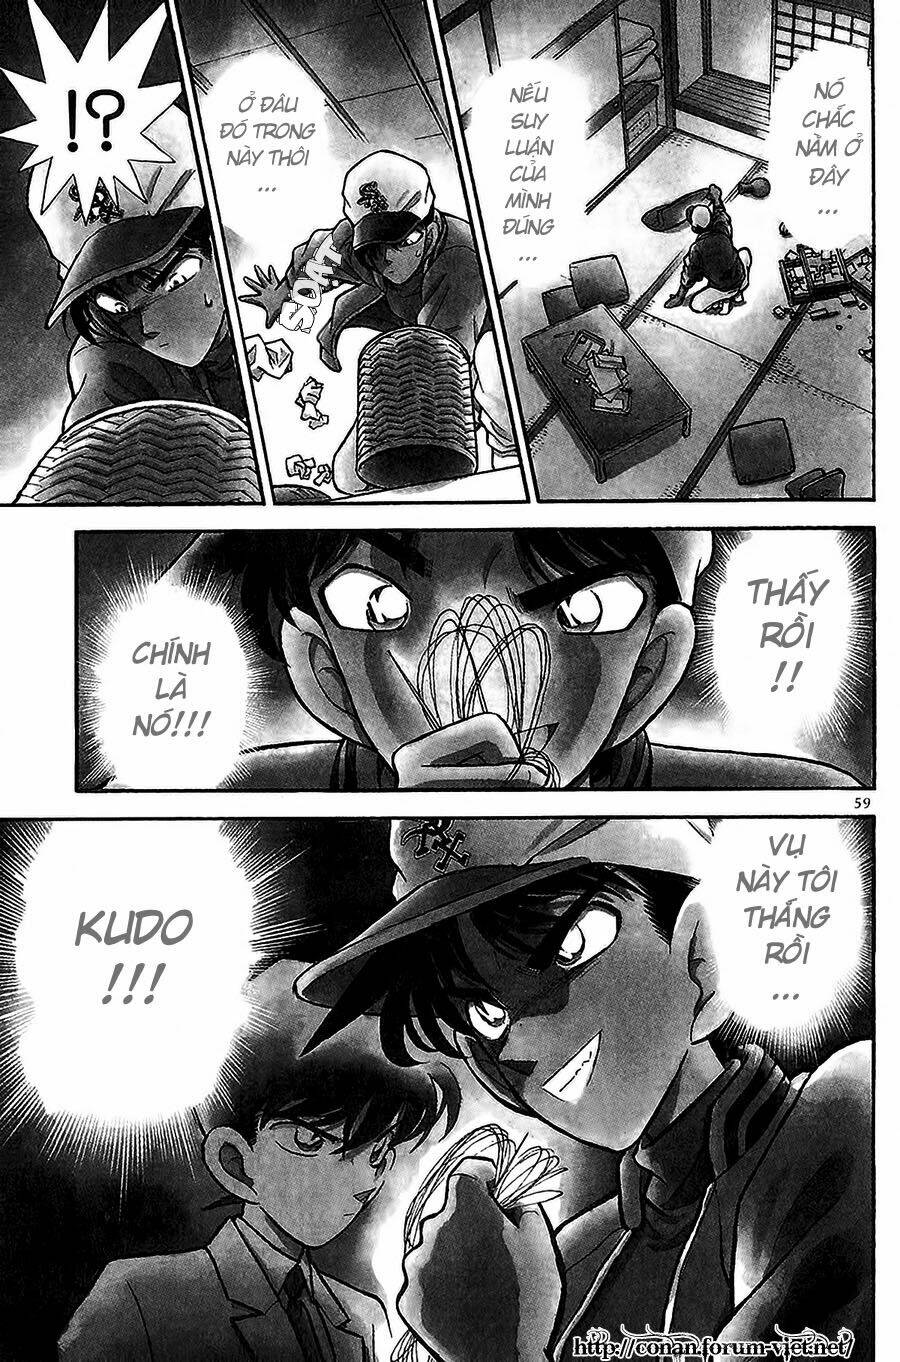 NÓ
CHẮC
NẰM Ở
ĐÂY
...
NẾU
SUY
LUẬN
CỦA
MÌNH
ĐÚNG
...
Ở ĐÂU
ĐÓ TRONG
NÀY THÔI
...
SOẠT
!?
THẤY
RỒI
!!
CHÍNH
LÀ
NÓ!!!
59
VỤ
NÀY TÔI
THẮNG
RỒI
...
KUDO
!!!
http://conan.forum-viet.net/